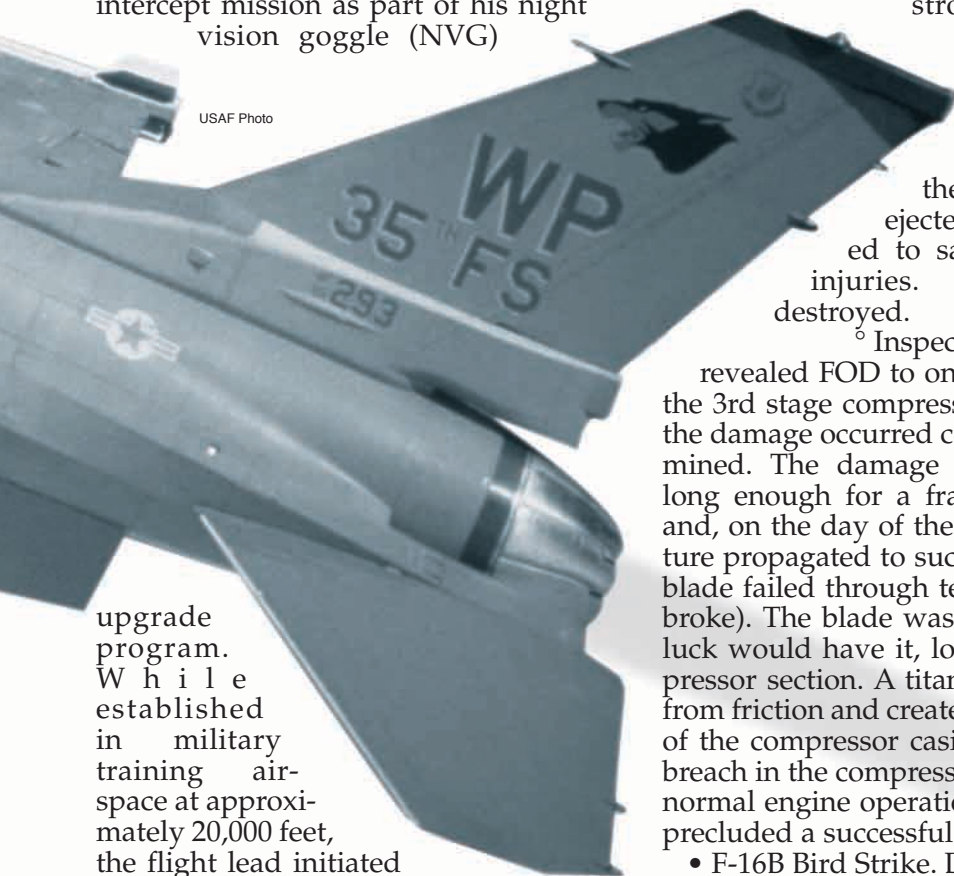 intercept mission as part of his night
vision goggle (NVG)
USAF Photo
WP
35TH FS
293
upgrade
program.
While
established
in military
training air-
space at approxi-
mately 20,000 feet,
the flight lead initiated
stro
the
ejecte
ed to sa
injuries.
destroyed.
° Inspec
revealed FOD to on
the 3rd stage compress
the damage occurred c
mined. The damage
long enough for a fra
and, on the day of the
ture propagated to suc
blade failed through te
broke). The blade was
luck would have it, lo
pressor section. A titan
from friction and create
of the compressor casi
breach in the compress
normal engine operatio
precluded a successful
• F-16B Bird Strike. D